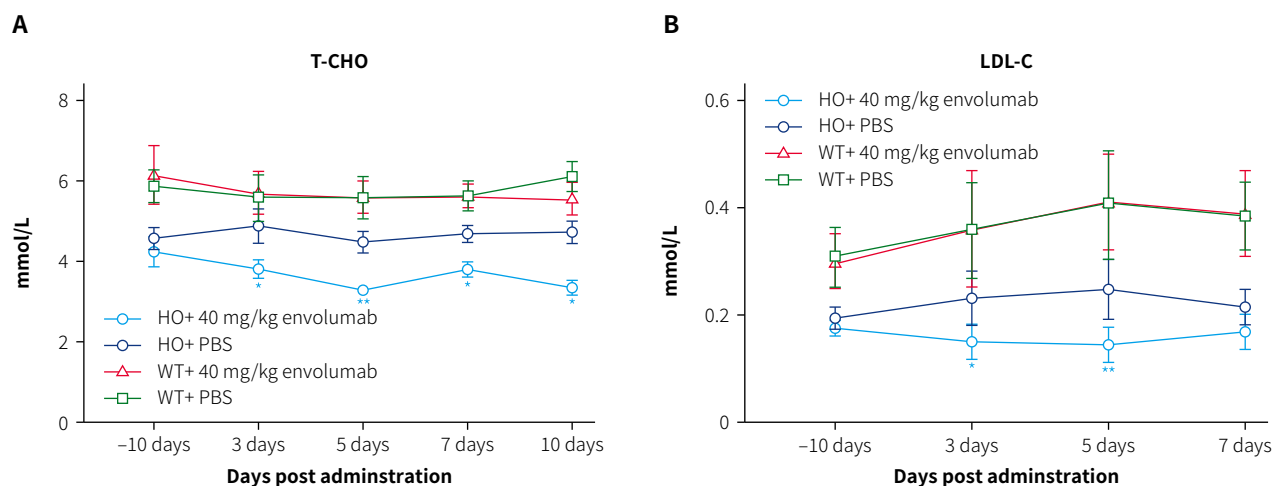 A
T-CHO
mmol/L
8
6
4
2
0
HO+ 40 mg/kg envolumab
HO+ PBS
WT+ 40 mg/kg envolumab
WT+ PBS
*
**
*
*
–10 days
3 days
5 days
7 days
10 days
Days post adminstration
B
LDL-C
mmol/L
0.6
0.4
0.2
0
HO+ 40 mg/kg envolumab
HO+ PBS
WT+ 40 mg/kg envolumab
WT+ PBS
*
**
–10 days
3 days
5 days
7 days
Days post adminstration